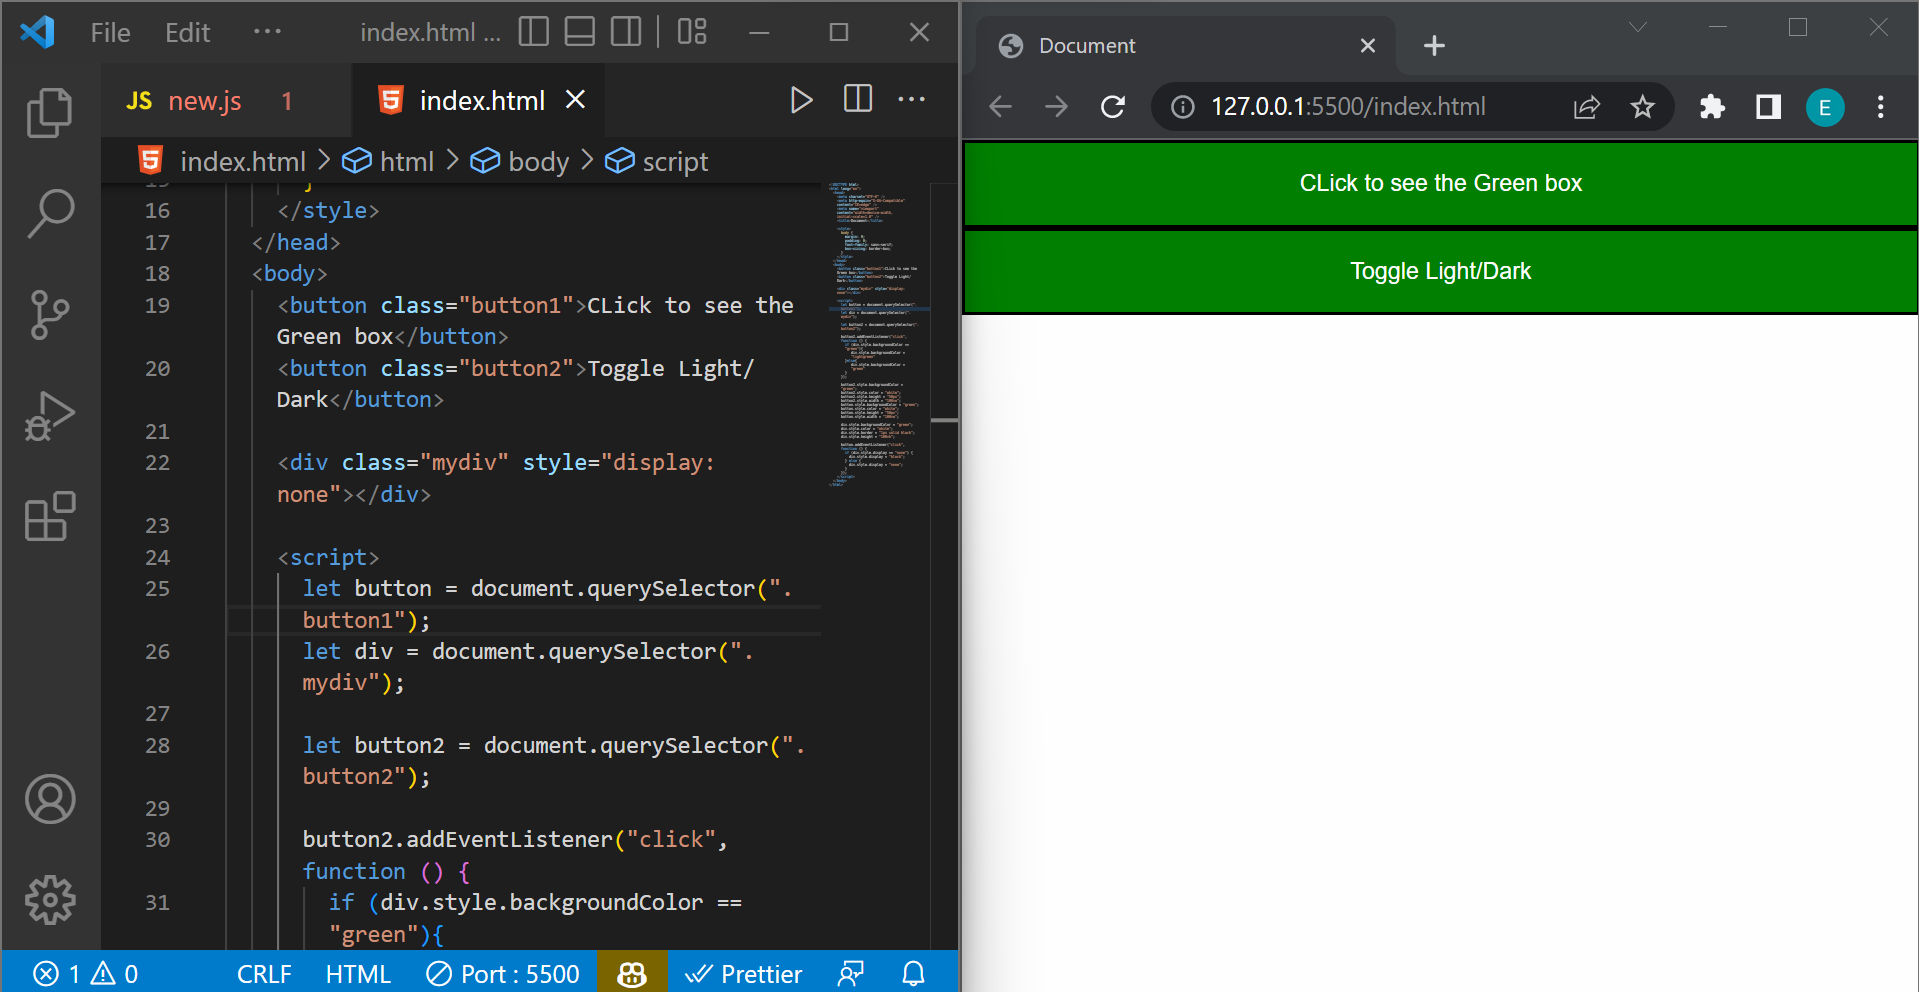 File Edit ... index.html ...
JS new.js 1 index.html
index.html > html > body > script
16 </style>
17 </head>
18 <body>
19 <button class="button1">CLick to see the
Green box</button>
20 <button class="button2">Toggle Light/
Dark</button>
21
22 <div class="mydiv" style="display:
none"></div>
23
24 <script>
25 let button = document.querySelector(".
button1");
26 let div = document.querySelector(".
mydiv");
27
28 let button2 = document.querySelector(".
button2");
29
30 button2.addEventListener("click",
function () {
31 if (div.style.backgroundColor ==
"green"){
1 0 CRLF HTML Port : 5500 Prettier
Document
127.0.0.1:5500/index.html E
CLick to see the Green box
Toggle Light/Dark